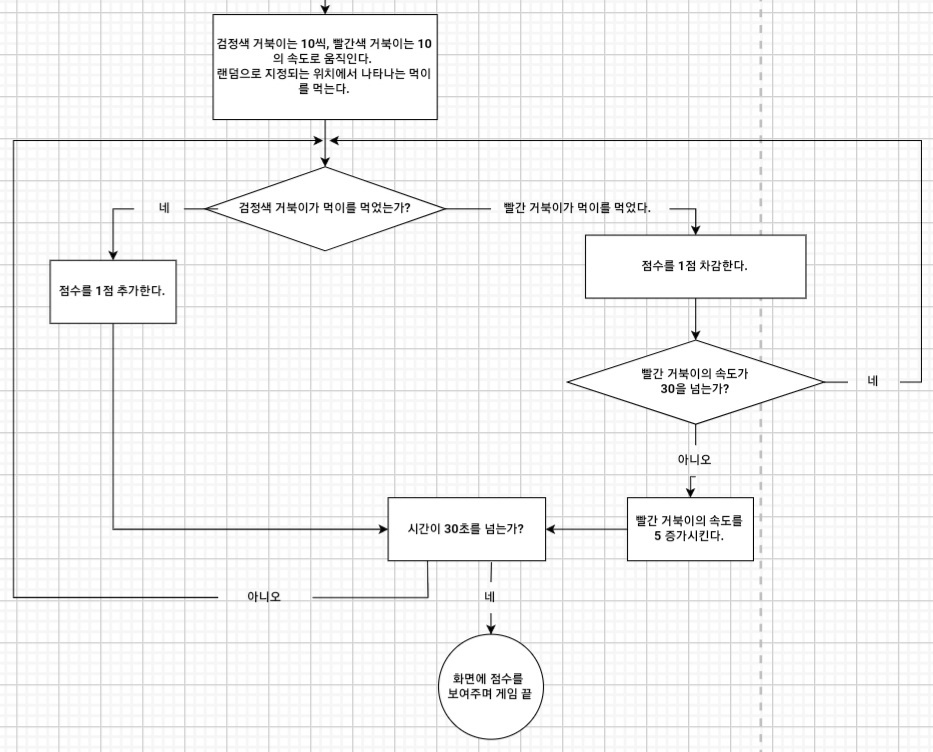 검정색 거북이는 10씩, 빨간색 거북이는 10
의 속도로 움직인다.
랜덤으로 지정되는 위치에서 나타나는 먹이
를 먹는다.
네
검정색 거북이가 먹이를 먹었는가?
빨간 거북이가 먹이를 먹었다.
점수를 1점 추가한다.
점수를 1점 차감한다.
빨간 거북이의 속도가
30을 넘는가?
네
아니오
시간이 30초를 넘는가?
빨간 거북이의 속도를
5 증가시킨다.
아니오
네
화면에 점수를
보여주며 게임 끝